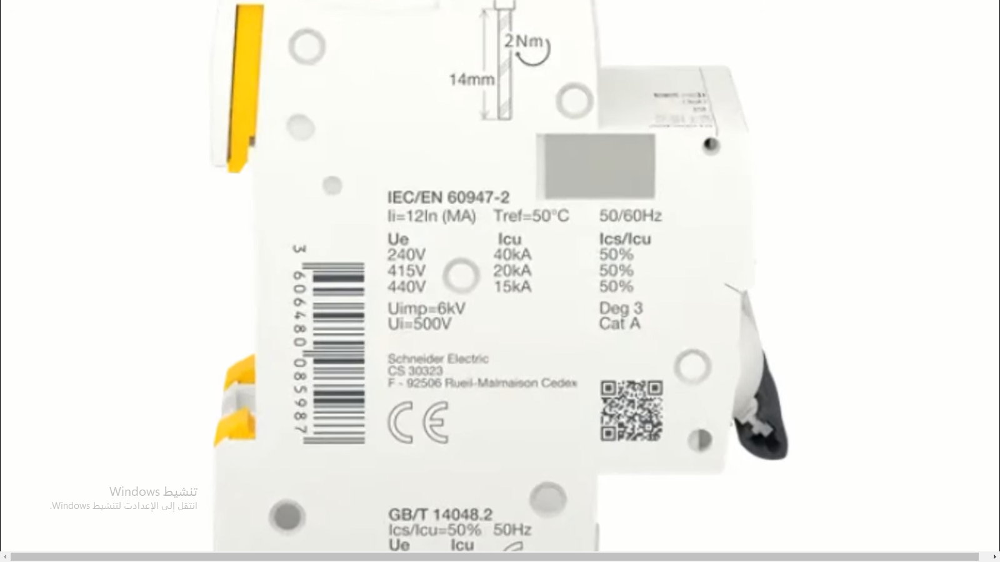 2Nm
14mm
IEC/EN 60947-2
Ii=12In (MA) Tref=50°C 50/60Hz
Ue Icu Ics/Icu
240V 40kA 50%
415V 20kA 50%
440V 15kA 50%
Uimp=6kV Deg 3
Ui=500V Cat A
Schneider Electric
CS 30323
F - 92506 Rueil-Malmaison Cedex
CE
3 606480 085987
GB/T 14048.2
Ics/Icu=50% 50Hz
Ue Icu
تنشيط Windows
انتقل إلى الإعدادت لتنشيط Windows.